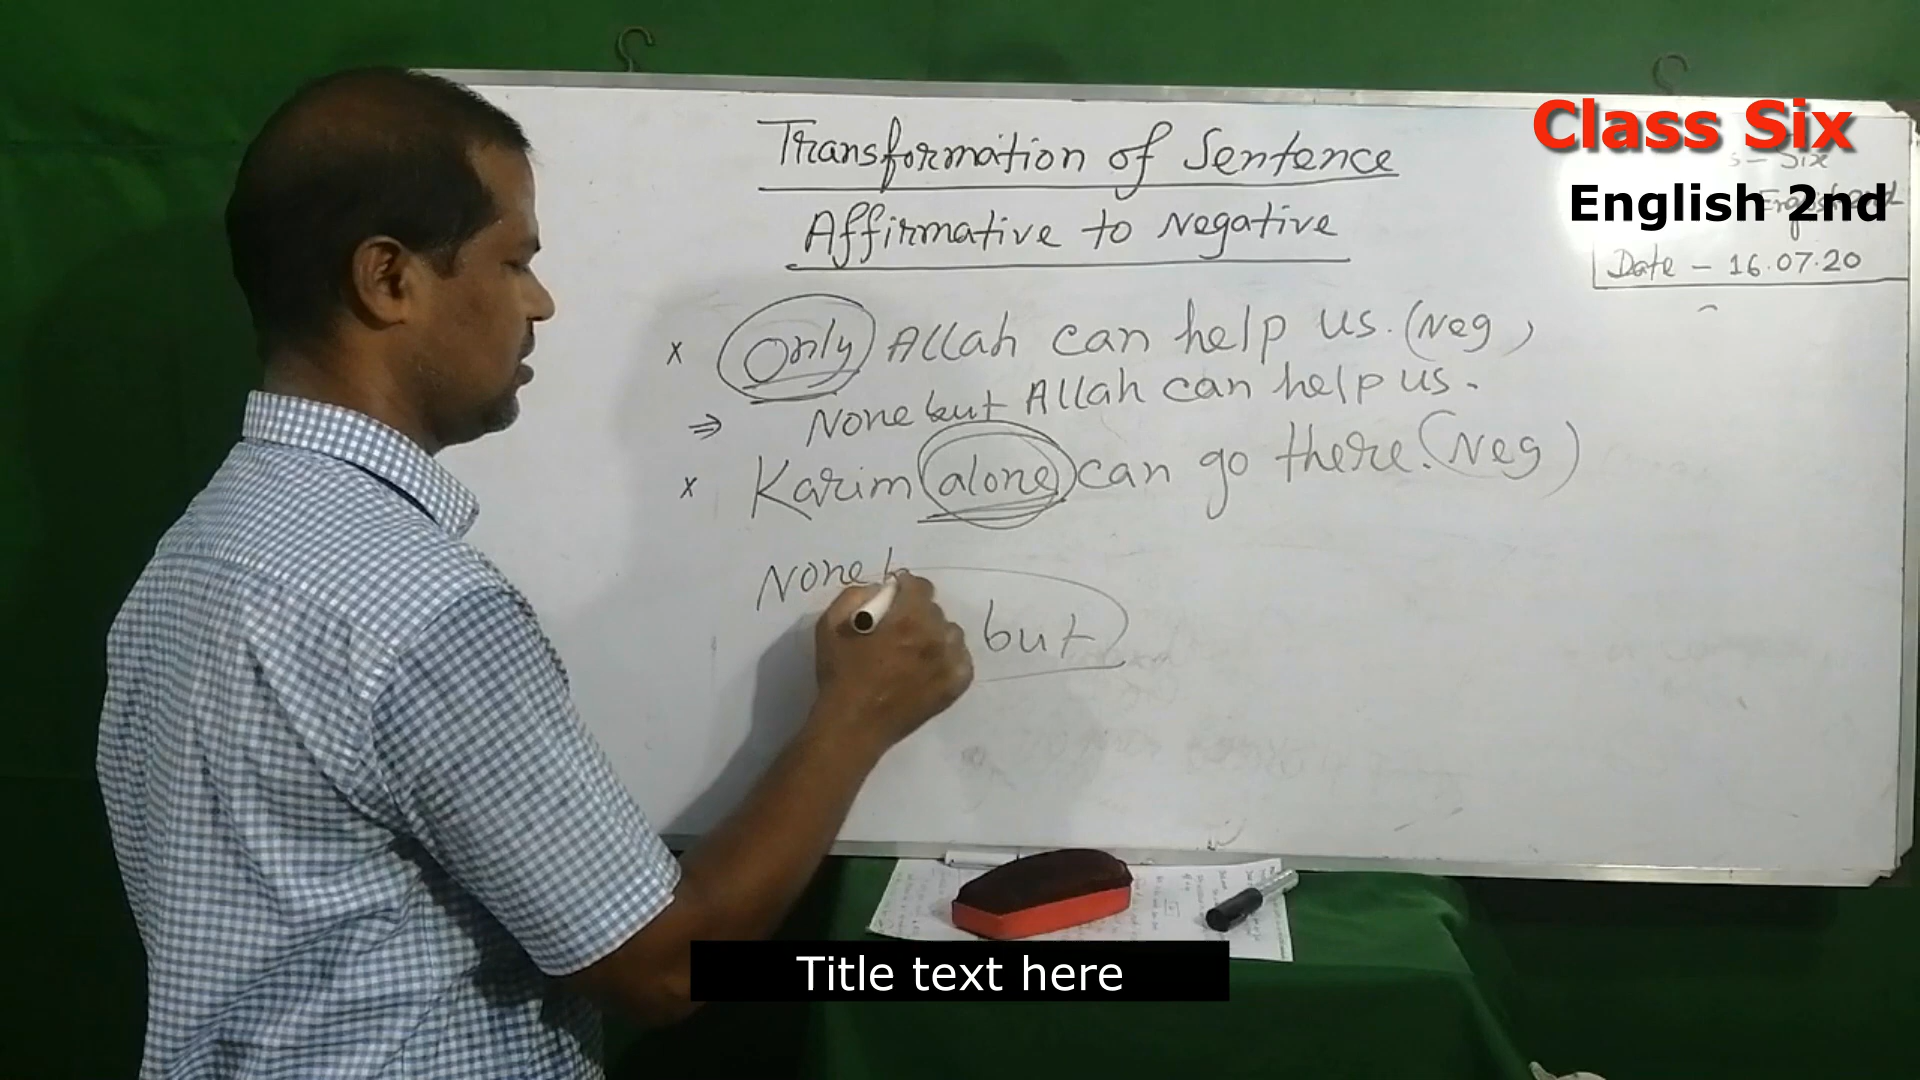 Class Six
English 2nd
Transformation of Sentence
Affirmative to Negative
Six
Date - 16.07.20
x Only Allah can help us. (Neg)
⇒ None but Allah can help us.
x Karim alone can go there. (Neg)
None b
but
Title text here